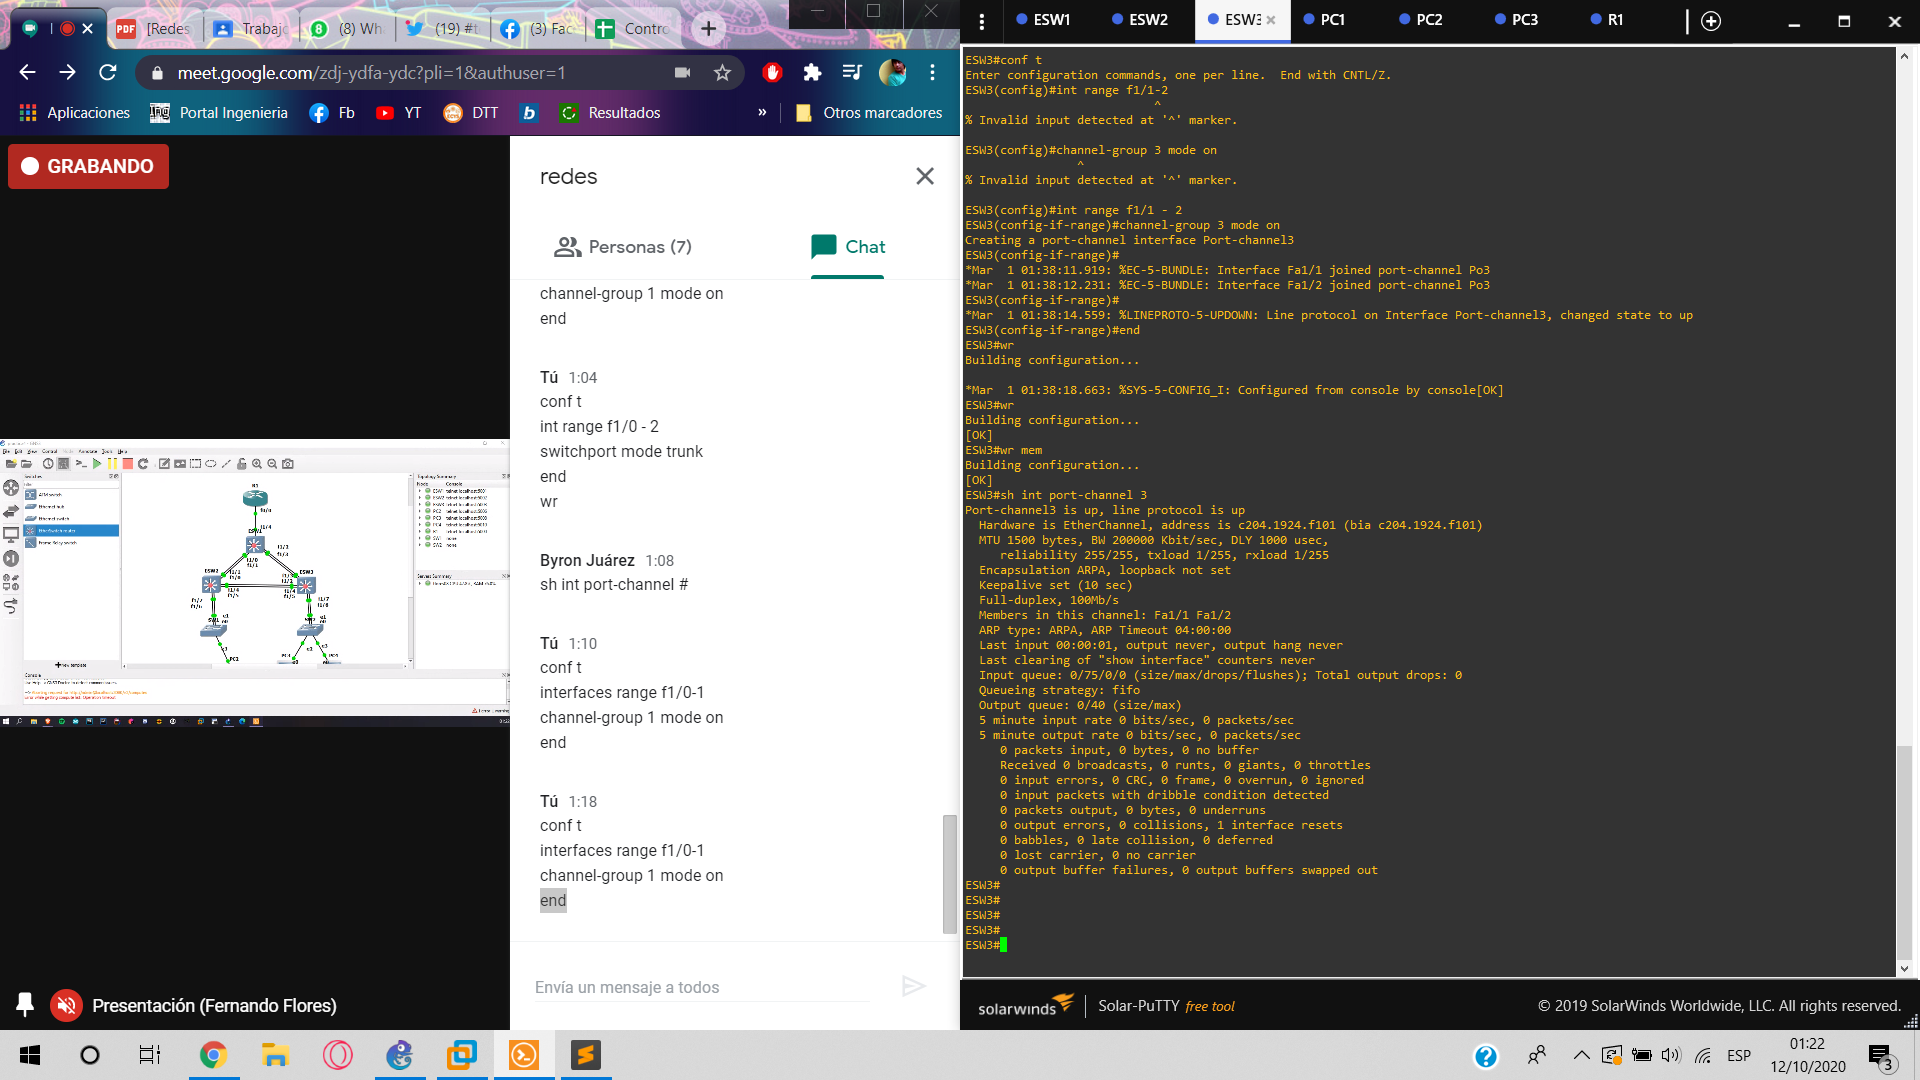 [Redes
Trabaj
(8) Wh
(19) #t
(3) Fac
Contro
meet.google.com/zdj-ydfa-ydc?pli=1&authuser=1
Aplicaciones
Portal Ingenieria
Fb
YT
DTT
Resultados
»
Otros marcadores
GRABANDO
redes
Personas (7)
Chat
channel-group 1 mode on
end
Tú 1:04
conf t
int range f1/0 - 2
switchport mode trunk
end
wr
Byron Juárez 1:08
sh int port-channel #
Tú 1:10
conf t
interfaces range f1/0-1
channel-group 1 mode on
end
Tú 1:18
conf t
interfaces range f1/0-1
channel-group 1 mode on
end
Envía un mensaje a todos
Presentación (Fernando Flores)
ESW1
ESW2
ESW3
PC1
PC2
PC3
R1
ESW3#conf t
Enter configuration commands, one per line.  End with CNTL/Z.
ESW3(config)#int range f1/1-2
^
% Invalid input detected at '^' marker.
ESW3(config)#channel-group 3 mode on
^
% Invalid input detected at '^' marker.
ESW3(config)#int range f1/1 - 2
ESW3(config-if-range)#channel-group 3 mode on
Creating a port-channel interface Port-channel3
ESW3(config-if-range)#
*Mar  1 01:38:11.919: %EC-5-BUNDLE: Interface Fa1/1 joined port-channel Po3
*Mar  1 01:38:12.231: %EC-5-BUNDLE: Interface Fa1/2 joined port-channel Po3
ESW3(config-if-range)#
*Mar  1 01:38:14.559: %LINEPROTO-5-UPDOWN: Line protocol on Interface Port-channel3, changed state to up
ESW3(config-if-range)#end
ESW3#wr
Building configuration...
*Mar  1 01:38:18.663: %SYS-5-CONFIG_I: Configured from console by console[OK]
ESW3#wr
Building configuration...
[OK]
ESW3#wr mem
Building configuration...
[OK]
ESW3#sh int port-channel 3
Port-channel3 is up, line protocol is up
Hardware is EtherChannel, address is c204.1924.f101 (bia c204.1924.f101)
MTU 1500 bytes, BW 200000 Kbit/sec, DLY 1000 usec,
reliability 255/255, txload 1/255, rxload 1/255
Encapsulation ARPA, loopback not set
Keepalive set (10 sec)
Full-duplex, 100Mb/s
Members in this channel: Fa1/1 Fa1/2
ARP type: ARPA, ARP Timeout 04:00:00
Last input 00:00:01, output never, output hang never
Last clearing of "show interface" counters never
Input queue: 0/75/0/0 (size/max/drops/flushes); Total output drops: 0
Queueing strategy: fifo
Output queue: 0/40 (size/max)
5 minute input rate 0 bits/sec, 0 packets/sec
5 minute output rate 0 bits/sec, 0 packets/sec
0 packets input, 0 bytes, 0 no buffer
Received 0 broadcasts, 0 runts, 0 giants, 0 throttles
0 input errors, 0 CRC, 0 frame, 0 overrun, 0 ignored
0 input packets with dribble condition detected
0 packets output, 0 bytes, 0 underruns
0 output errors, 0 collisions, 1 interface resets
0 babbles, 0 late collision, 0 deferred
0 lost carrier, 0 no carrier
0 output buffer failures, 0 output buffers swapped out
ESW3#
ESW3#
ESW3#
ESW3#
ESW3#
solarwinds
Solar-PuTTY free tool
© 2019 SolarWinds Worldwide, LLC. All rights reserved.
ESP
01:22
12/10/2020
3